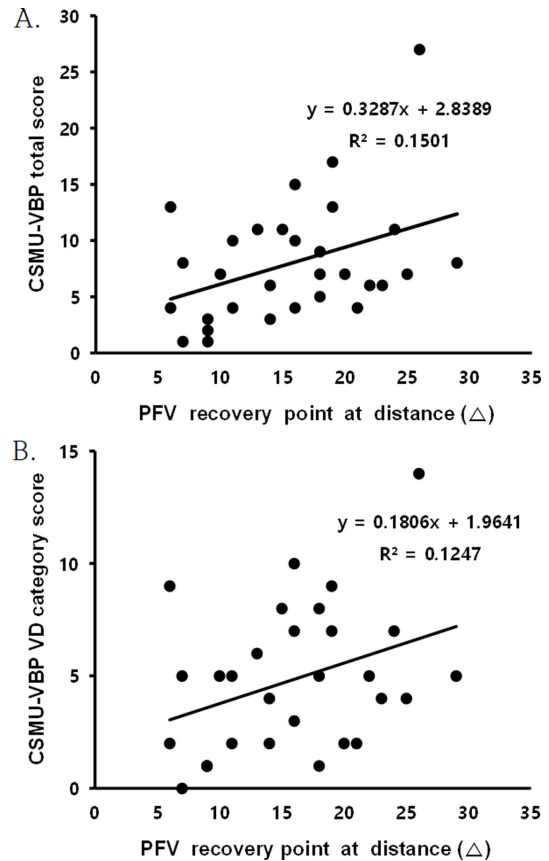 A.
30
25
20
15
10
5
0
CSMU-VBP total score
y = 0.3287x + 2.8389
R² = 0.1501
0 5 10 15 20 25 30 35
PFV recovery point at distance (△)
B.
15
10
5
0
CSMU-VBP VD category score
y = 0.1806x + 1.9641
R² = 0.1247
0 5 10 15 20 25 30 35
PFV recovery point at distance (△)